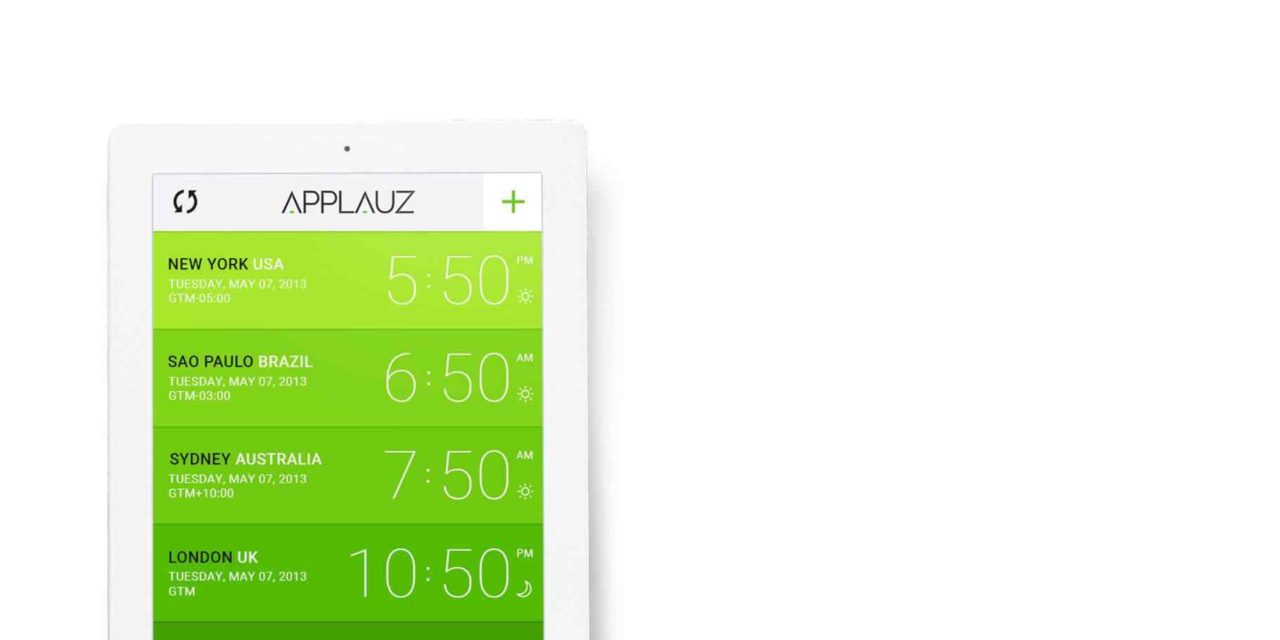 APPLAUZ
NEW YORK USA
TUESDAY, MAY 07, 2013
GTM-05:00
5:50 PM
SAO PAULO BRAZIL
TUESDAY, MAY 07, 2013
GTM-03:00
6:50 AM
SYDNEY AUSTRALIA
TUESDAY, MAY 07, 2013
GTM+10:00
7:50 AM
LONDON UK
TUESDAY, MAY 07, 2013
GTM
10:50 PM